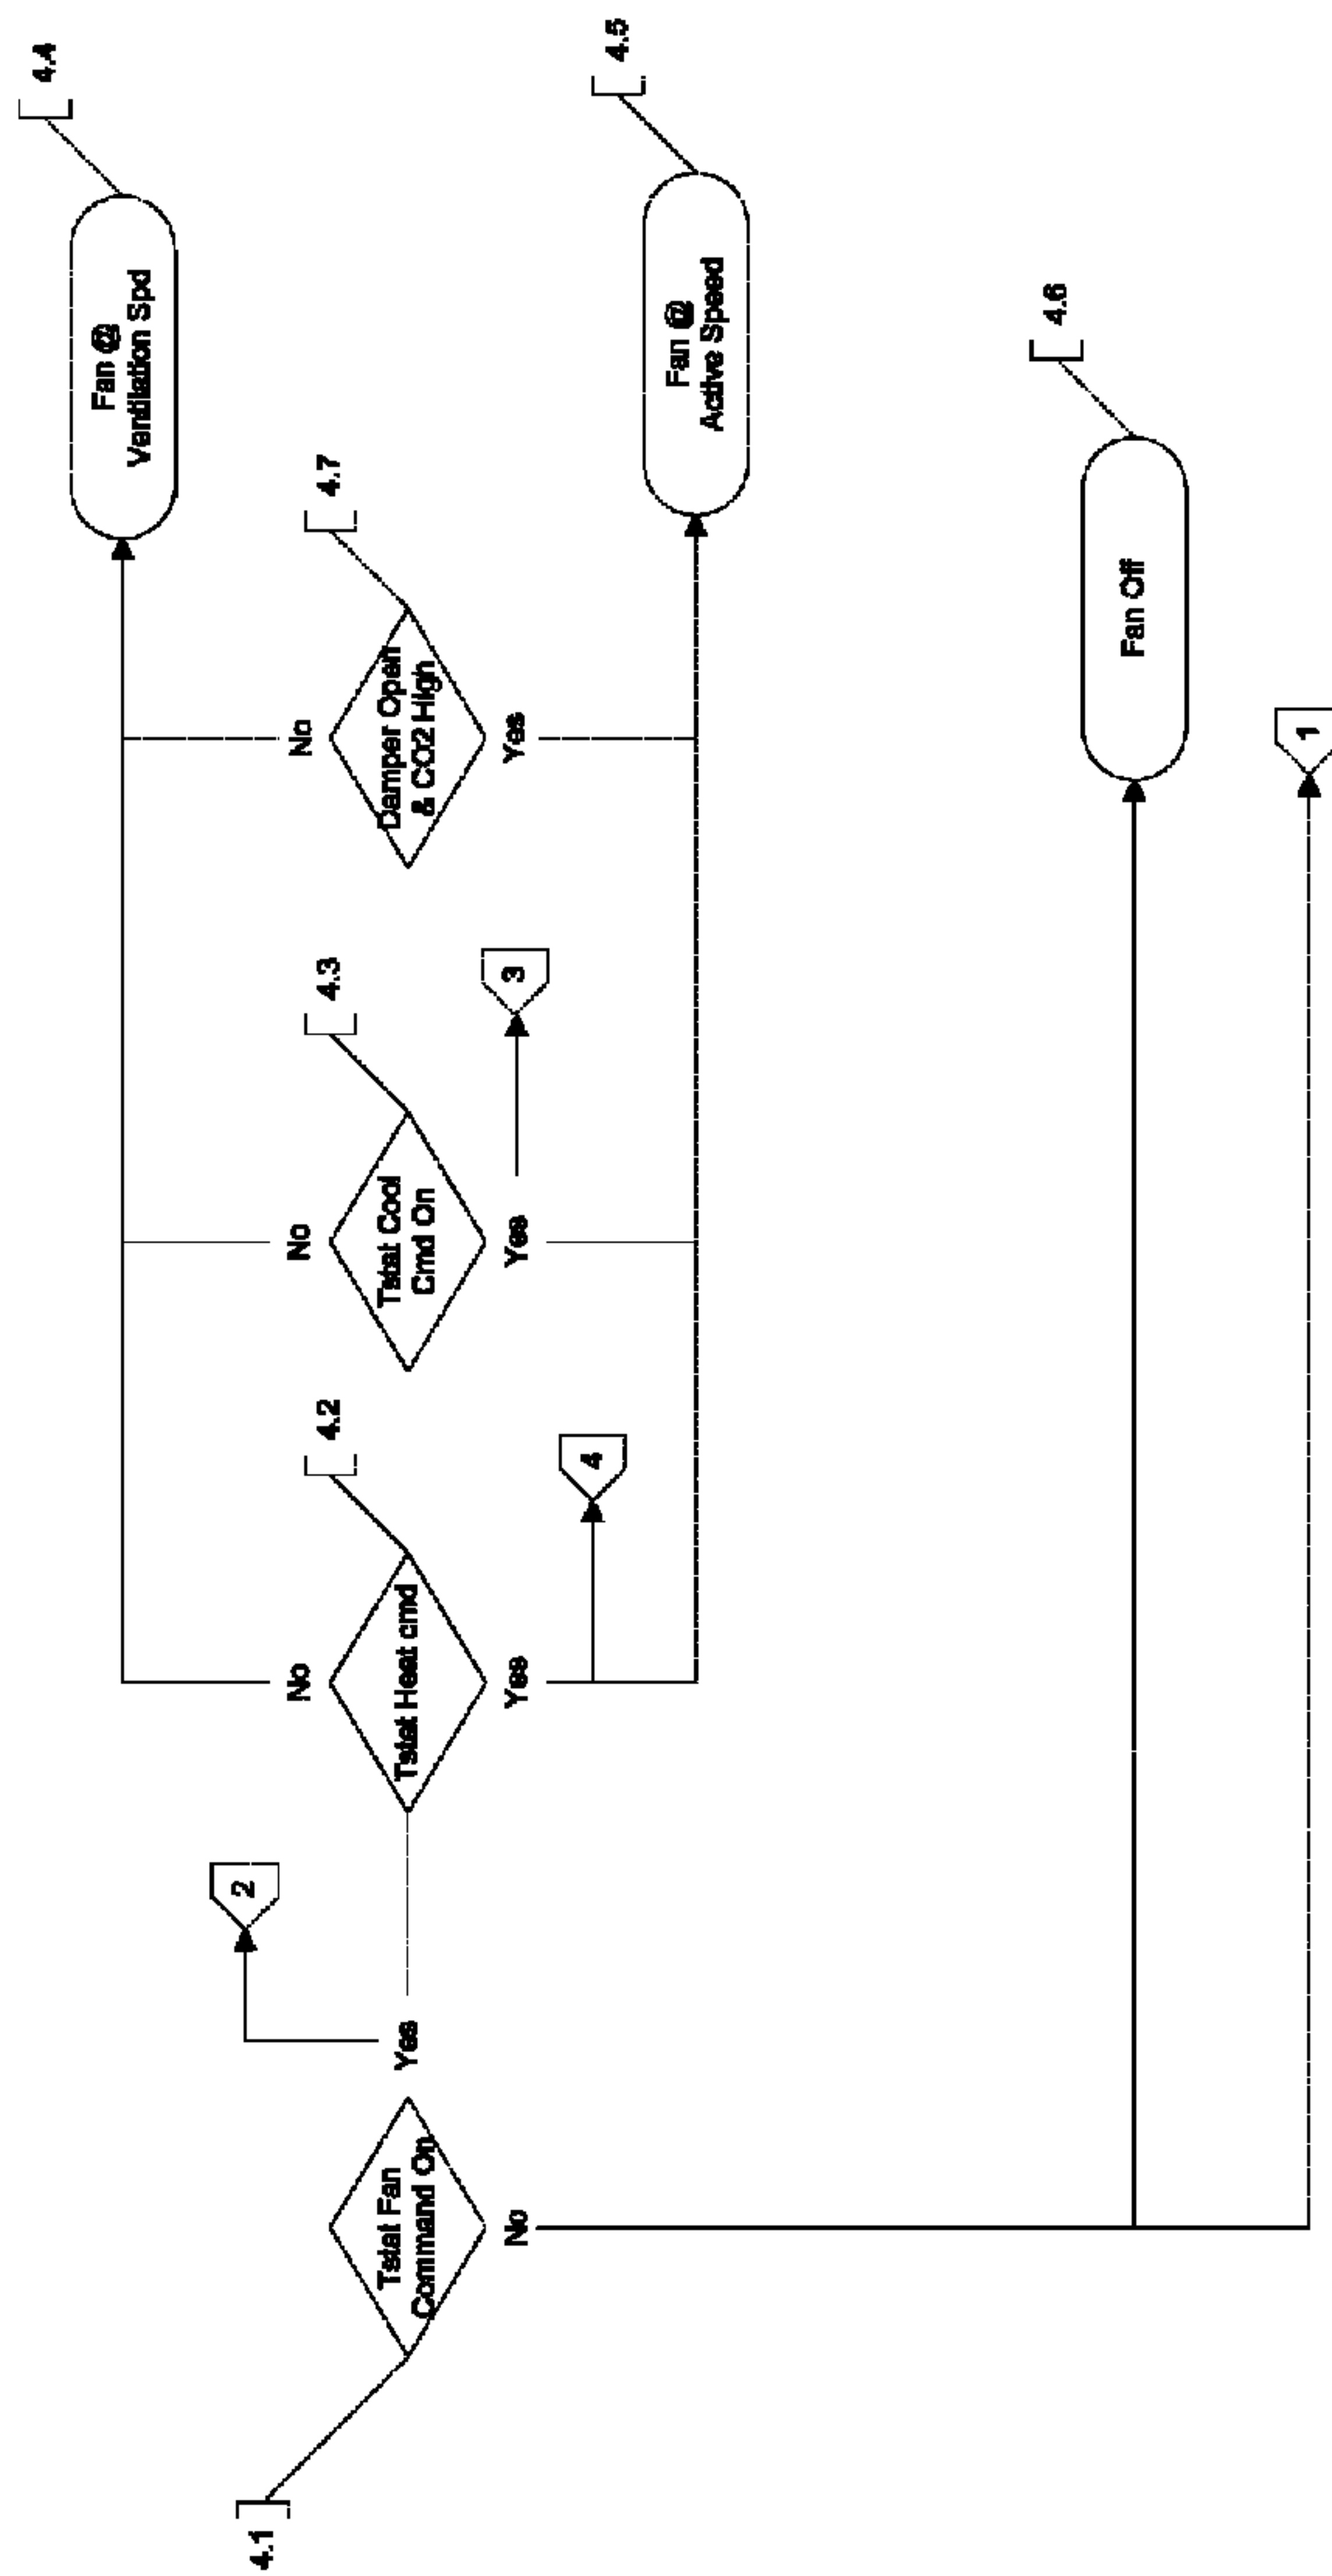 4.1
Tstat Fan
Command On
Yes
No
2
4.2
Tstat Heat cmd
No
Yes
4
4.3
Tstat Cool
Cmd On
No
Yes
3
4.7
Damper Open
& CO2 High
No
Yes
4.4
Fan @
Ventilation Spd
4.5
Fan @
Active Speed
4.6
Fan Off
1